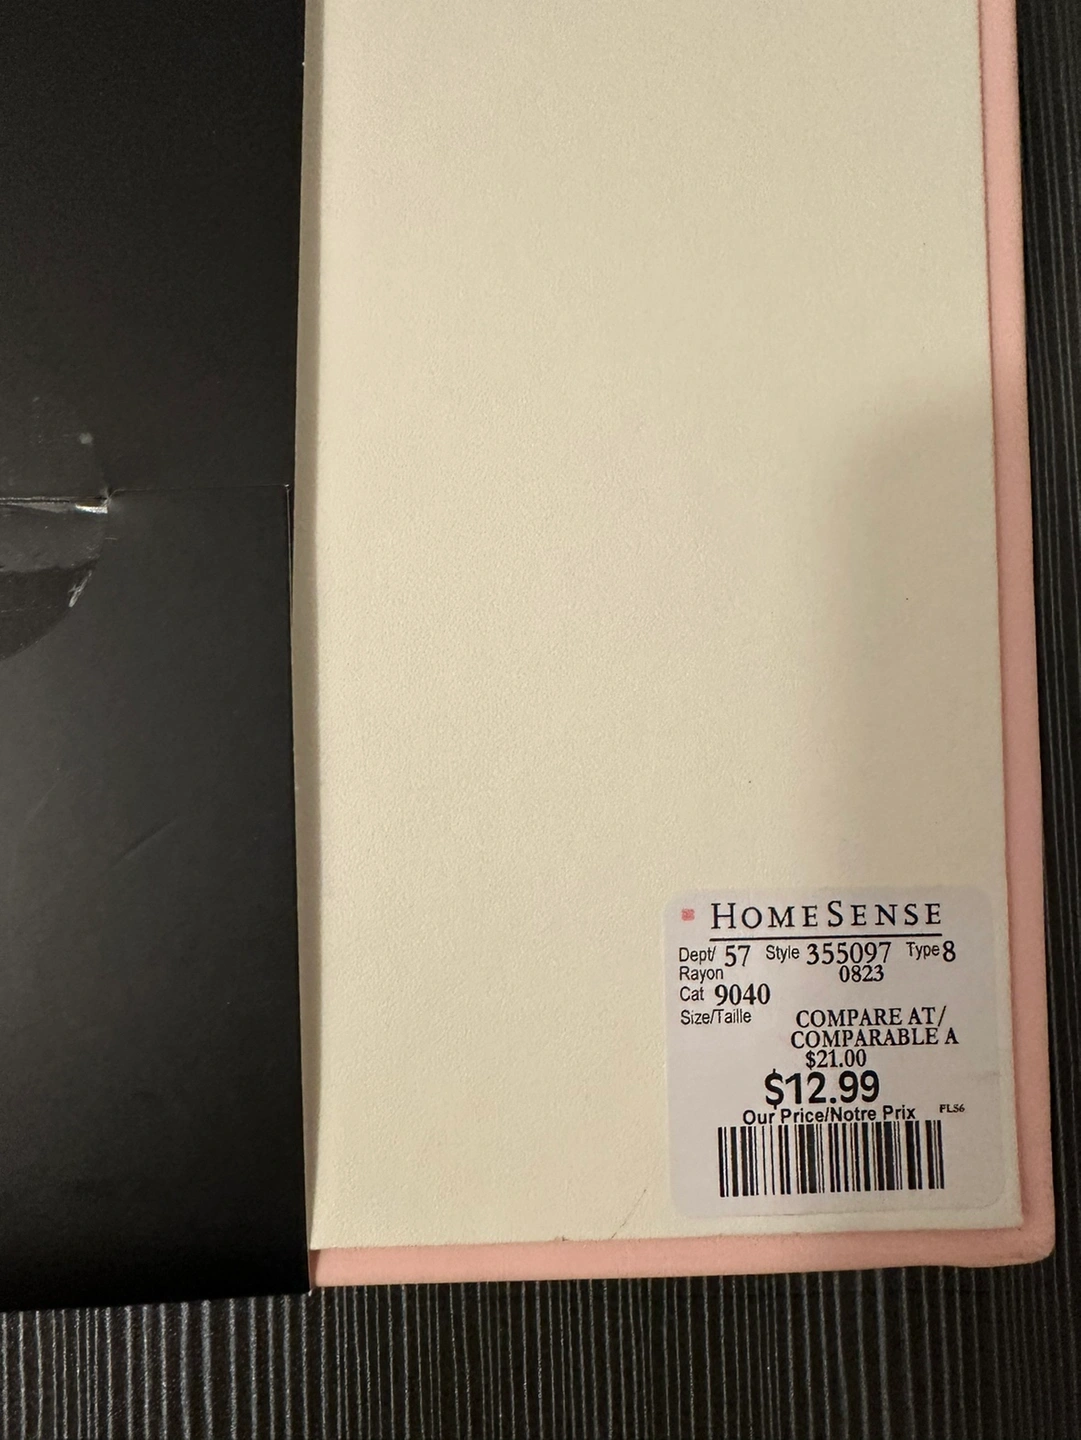 HOMESENSE
Dept/ 57 Style 355097 Type 8
Rayon 0823
Cat 9040
Size/Taille COMPARE AT/
COMPARABLE A
$21.00
$12.99
Our Price/Notre Prix FLS6